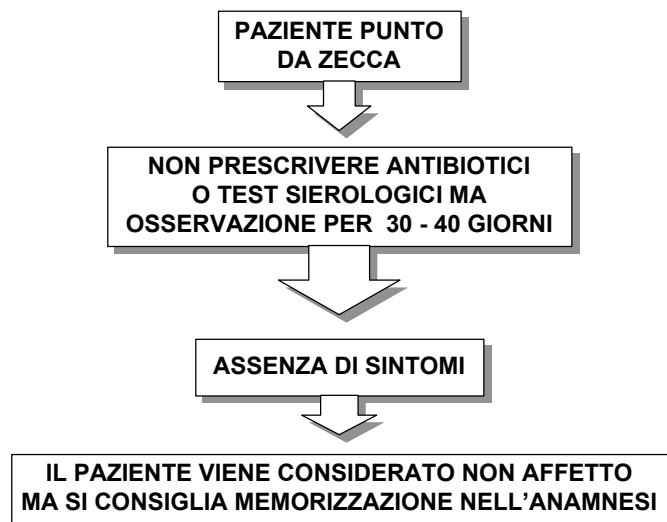 PAZIENTE PUNTO
DA ZECCA
NON PRESCRIVERE ANTIBIOTICI
O TEST SIEROLOGICI MA
OSSERVAZIONE PER 30 - 40 GIORNI
ASSENZA DI SINTOMI
IL PAZIENTE VIENE CONSIDERATO NON AFFETTO
MA SI CONSIGLIA MEMORIZZAZIONE NELL'ANAMNESI